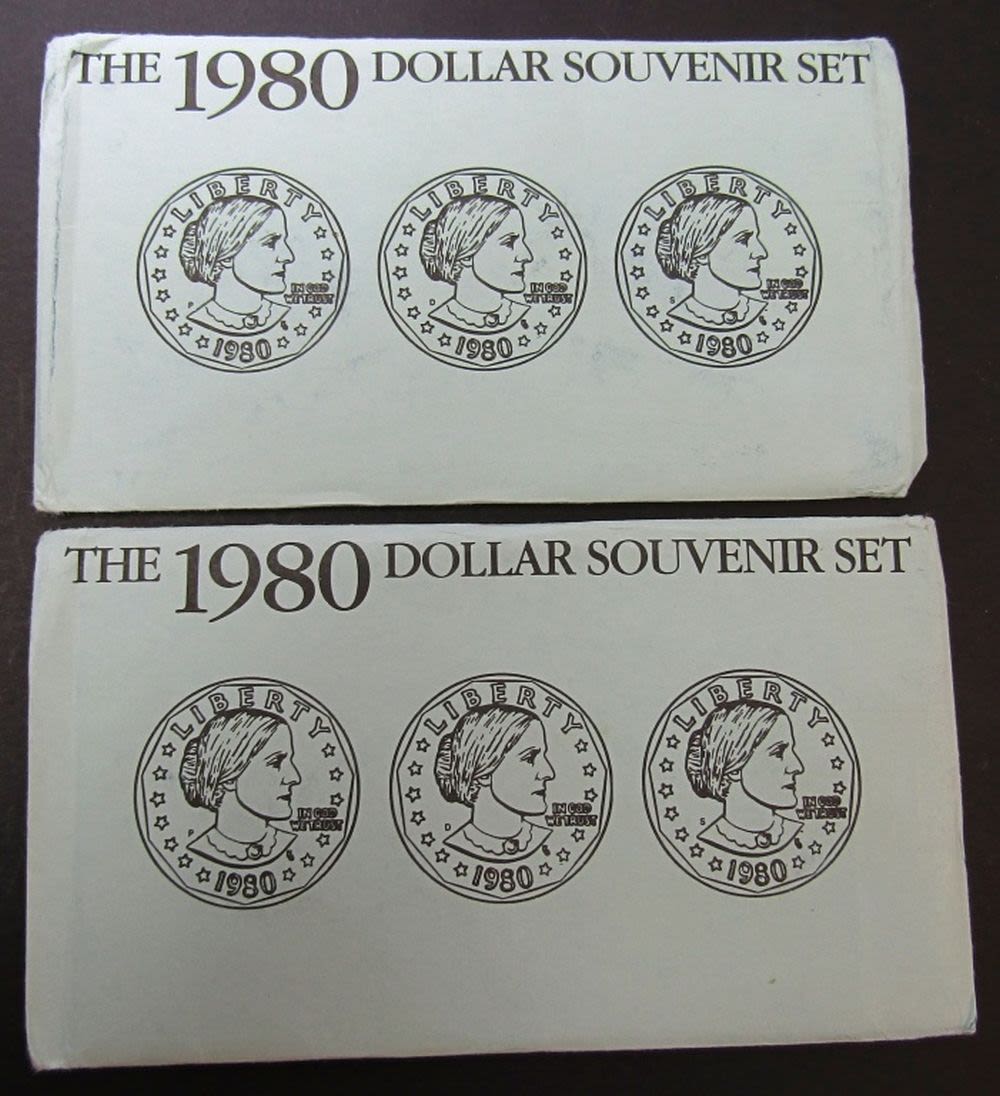 THE 1980 DOLLAR SOUVENIR SET
LIBERTY LIBERTY LIBERTY
IN GOD IN GOD IN GOD
WE TRUST WE TRUST WE TRUST
P D S
1980 1980 1980
THE 1980 DOLLAR SOUVENIR SET
LIBERTY LIBERTY LIBERTY
IN GOD IN GOD IN GOD
WE TRUST WE TRUST WE TRUST
P D S
1980 1980 1980